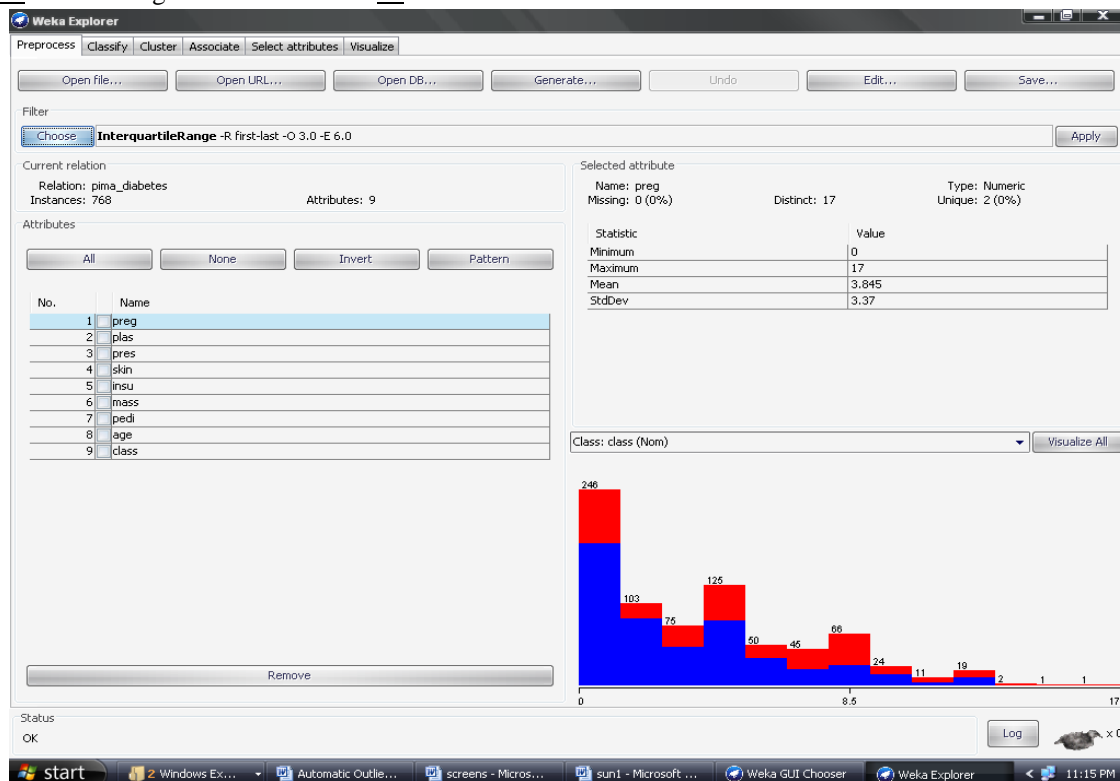 Weka Explorer
Preprocess Classify Cluster Associate Select attributes Visualize
Open file... Open URL... Open DB... Generate... Undo Edit... Save...
Filter
Choose InterquartileRange -R first-last -O 3.0 -E 6.0 Apply
Current relation
Relation: pima_diabetes
Instances: 768 Attributes: 9
Selected attribute
Name: preg Type: Numeric
Missing: 0 (0%) Distinct: 17 Unique: 2 (0%)
Attributes
All None Invert Pattern
No. Name
1 preg
2 plas
3 pres
4 skin
5 insu
6 mass
7 pedi
8 age
9 class
Remove
Statistic Value
Minimum 0
Maximum 17
Mean 3.845
StdDev 3.37
Class: class (Nom) Visualize All
246
103
75
125
50
45
66
24
11
19
2
1
1
0 8.5 17
Status
OK
Log x 0
start 2 Windows Ex... Automatic Outlie... screens - Micros... sun1 - Microsoft ... Weka GUI Chooser Weka Explorer 11:15 PM